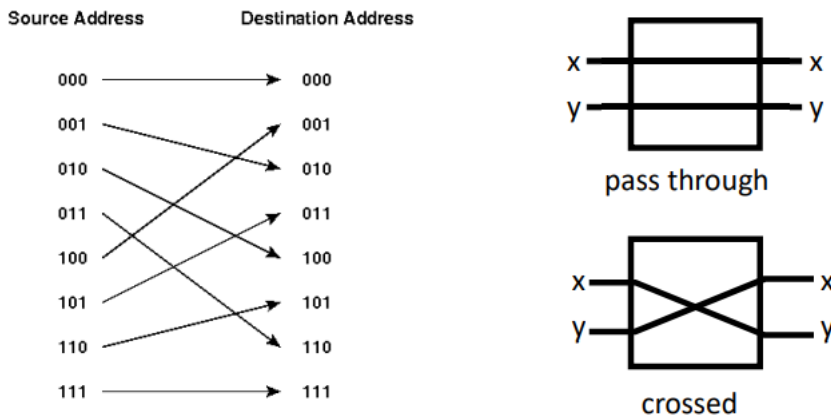 Source Address Destination Address
000 000
001 001
010 010
011 011
100 100
101 101
110 110
111 111
x x
y y
pass through
x x
y y
crossed